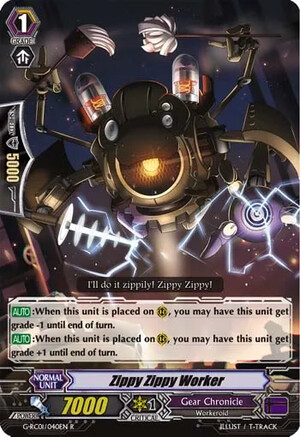 1
GRADE
SHIELD
5000
I'll do it zippily! Zippy Zippy!
AUTO:When this unit is placed on R, you may have this unit get
grade -1 until end of turn.
AUTO:When this unit is placed on R, you may have this unit get
grade +1 until end of turn.
NORMAL
UNIT
Zippy Zippy Worker
POWER
7000
1
CRITICAL
Gear Chronicle
Workeroid
G-RC01/040EN R
ILLUST / T-TRACK